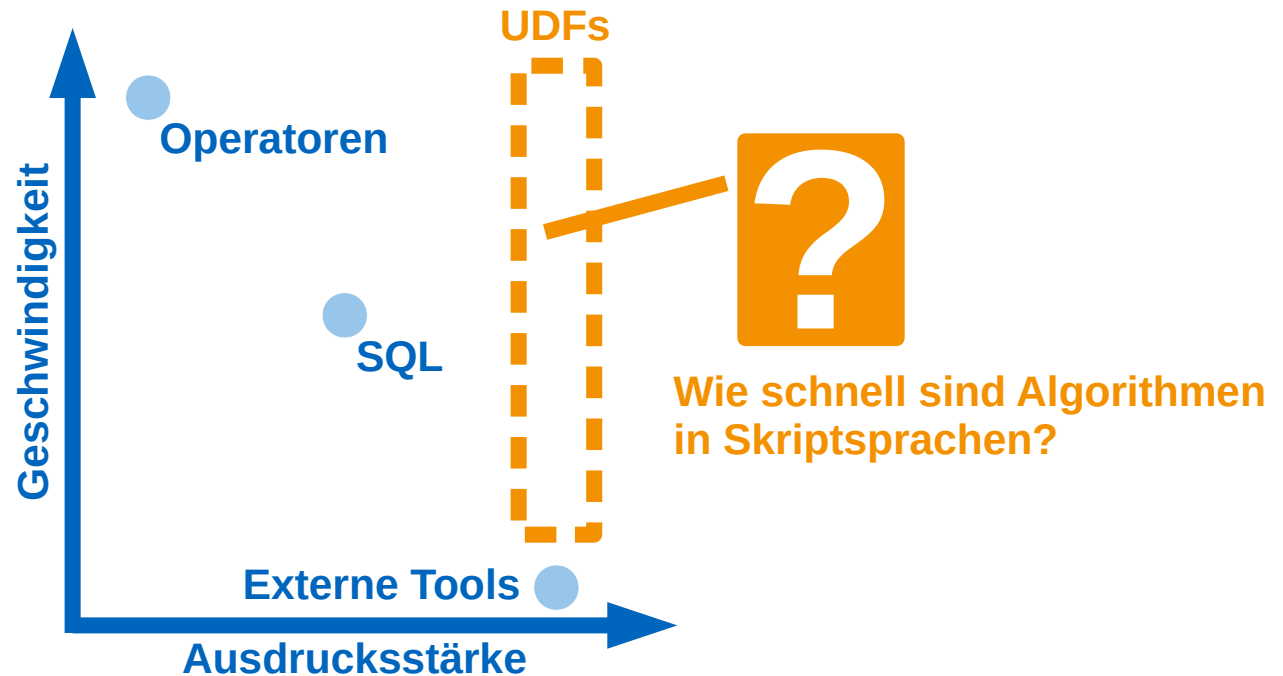 UDFs
Operatoren
Geschwindigkeit
?
SQL
Wie schnell sind Algorithmen
in Skriptsprachen?
Externe Tools
Ausdrucksstärke